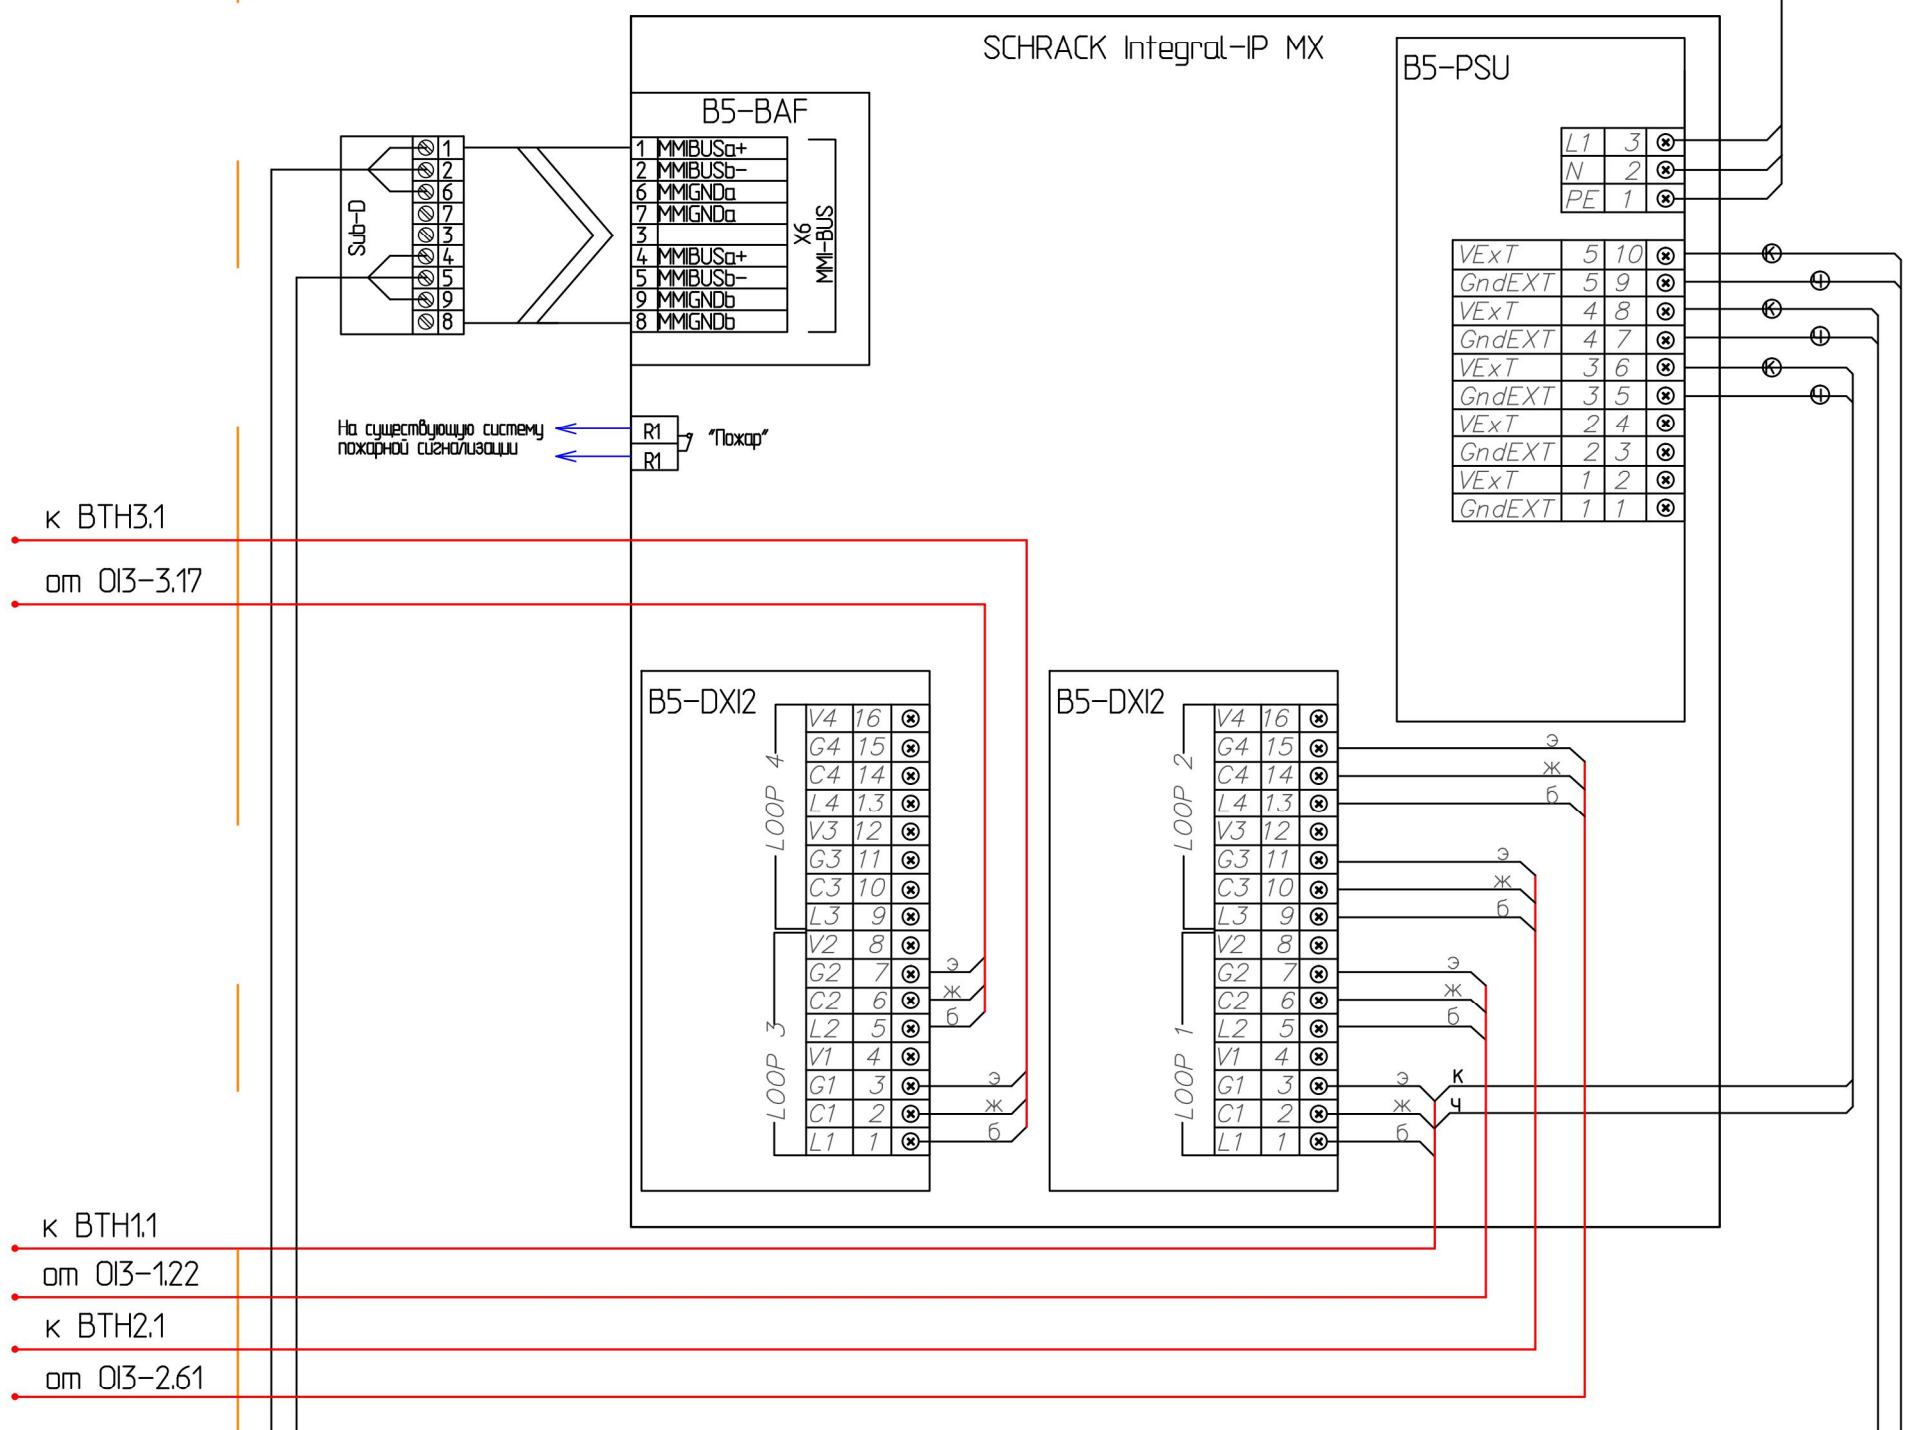 SCHRACK Integral-IP MX
B5-PSU
L1 3
N 2
PE 1
VExT 5 10
GndEXT 5 9
VExT 4 8
GndEXT 4 7
VExT 3 6
GndEXT 3 5
VExT 2 4
GndEXT 2 3
VExT 1 2
GndEXT 1 1
К
Ч
К
Ч
К
Ч
B5-BAF
1 MMIBUSa+
2 MMIBUSb-
6 MMIGNDa
7 MMIGNDa
3
4 MMIBUSa+
5 MMIBUSb-
9 MMIGNDb
8 MMIGNDb
X6
MMI-BUS
Sub-D
1
2
6
7
3
4
5
9
8
На существующую систему
пожарной сигнализации
R1
R1
"Пожар"
к BTH3.1
от OI3-3.17
B5-DXI2
LOOP 4
LOOP 3
V4 16
G4 15
C4 14
L4 13
V3 12
G3 11
C3 10
L3 9
V2 8
G2 7
C2 6
L2 5
V1 4
G1 3
C1 2
L1 1
Э
Ж
б
Э
Ж
б
B5-DXI2
LOOP 2
LOOP 1
V4 16
G4 15
C4 14
L4 13
V3 12
G3 11
C3 10
L3 9
V2 8
G2 7
C2 6
L2 5
V1 4
G1 3
C1 2
L1 1
Э
Ж
б
Э
Ж
б
Э
Ж
б
Э
Ж
б
К
Ч
к BTH1.1
от OI3-1.22
к BTH2.1
от OI3-2.61